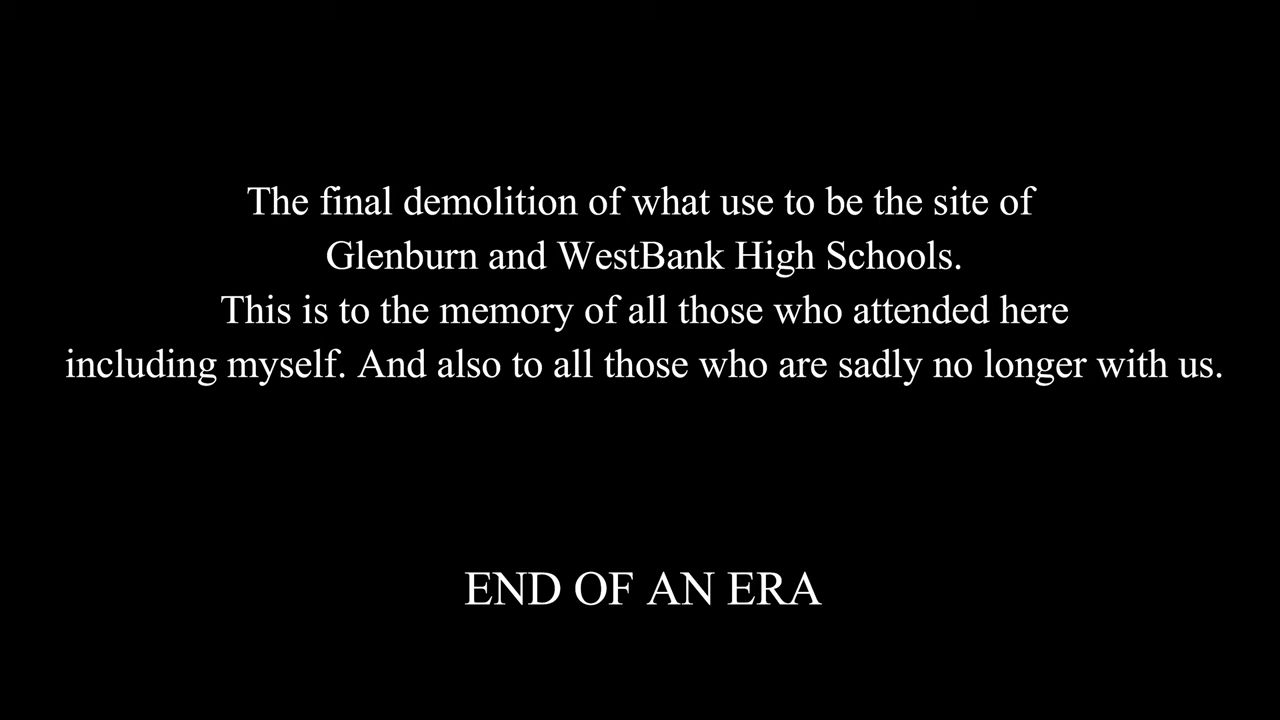 The final demolition of what use to be the site of
Glenburn and WestBank High Schools.
This is to the memory of all those who attended here
including myself. And also to all those who are sadly no longer with us.
END OF AN ERA